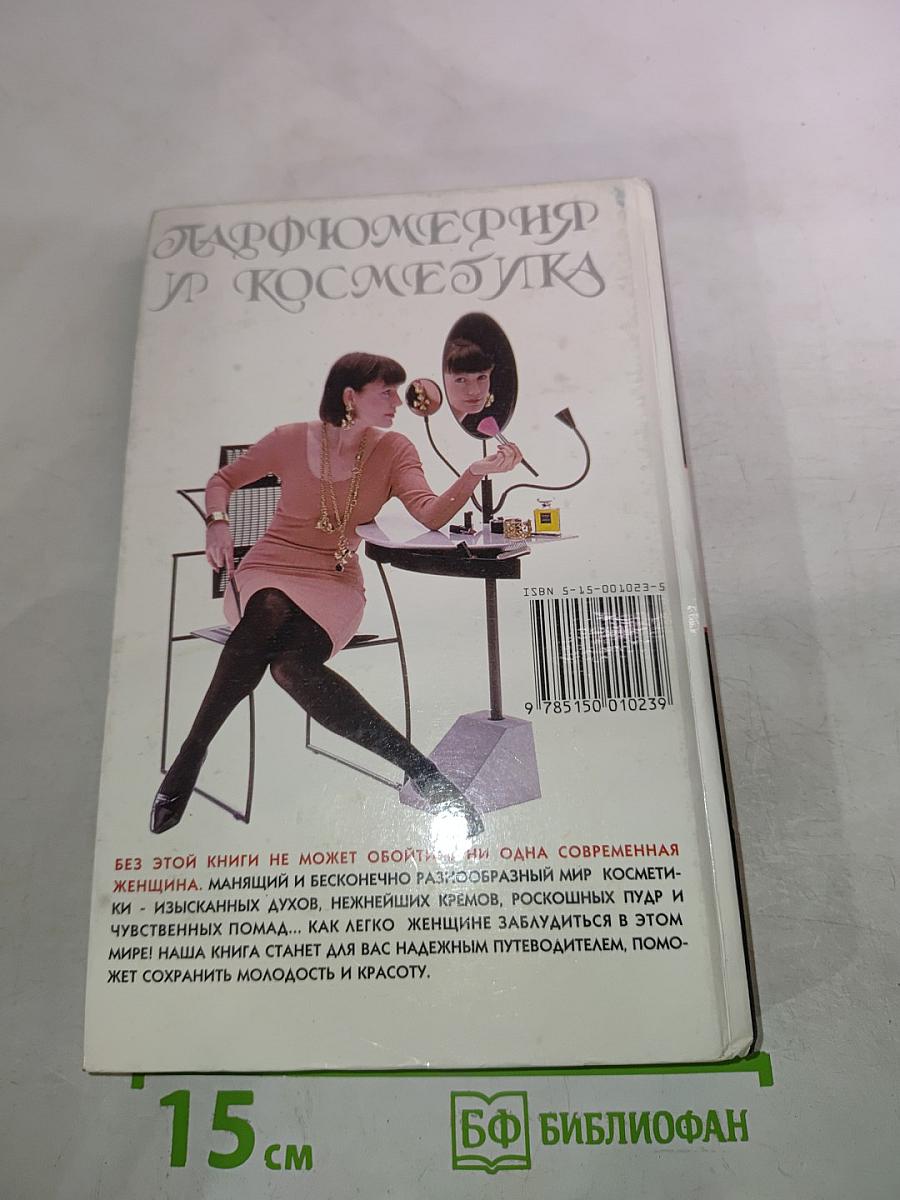 ПАРФЮМЕРИЯ
И КОСМЕТИКА
ISBN 5-15-001023-5
9 785150 010239
БЕЗ ЭТОЙ КНИГИ НЕ МОЖЕТ ОБОЙТИСЬ НИ ОДНА СОВРЕМЕННАЯ
ЖЕНЩИНА. МАНЯЩИЙ И БЕСКОНЕЧНО РАЗНООБРАЗНЫЙ МИР КОСМЕТИ-
КИ - ИЗЫСКАННЫХ ДУХОВ, НЕЖНЕЙШИХ КРЕМОВ, РОСКОШНЫХ ПУДР И
ЧУВСТВЕННЫХ ПОМАД... КАК ЛЕГКО ЖЕНЩИНЕ ЗАБЛУДИТЬСЯ В ЭТОМ
МИРЕ! НАША КНИГА СТАНЕТ ДЛЯ ВАС НАДЕЖНЫМ ПУТЕВОДИТЕЛЕМ, ПОМО-
ЖЕТ СОХРАНИТЬ МОЛОДОСТЬ И КРАСОТУ.
15 см
БФ БИБЛИОФАН